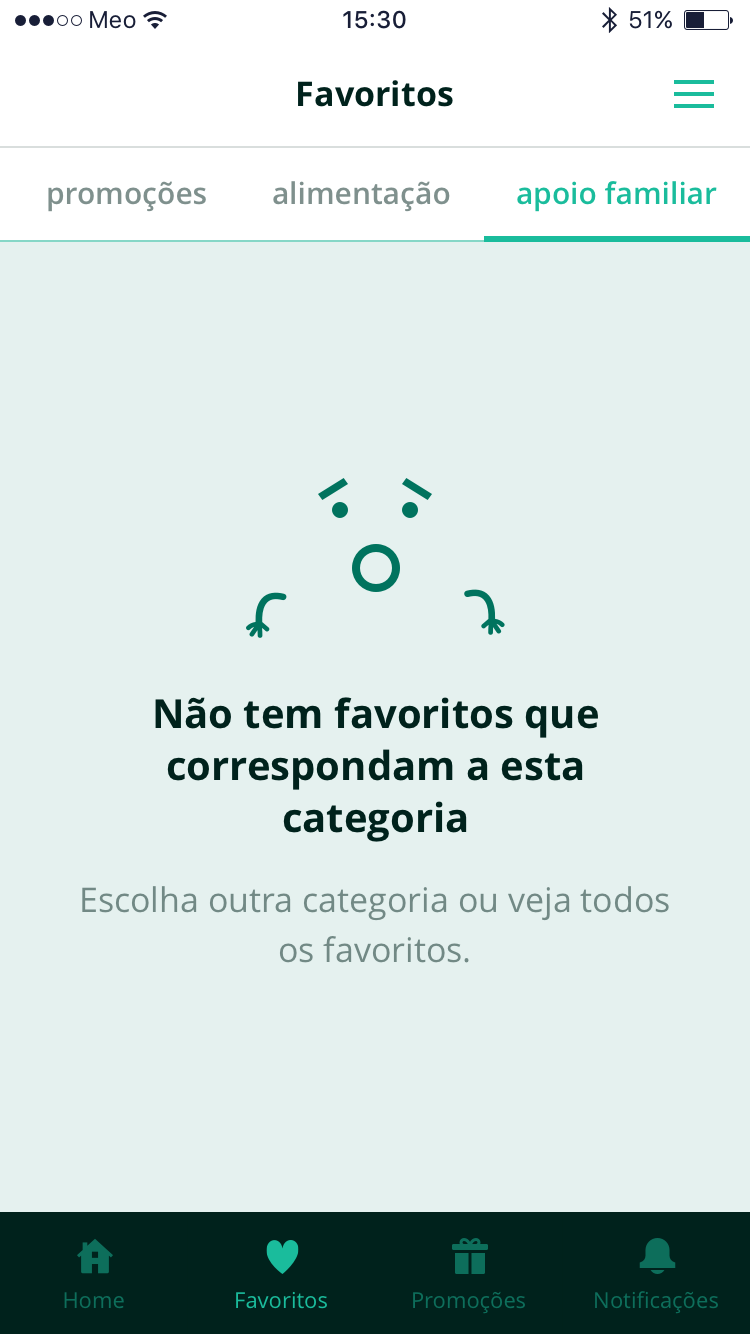 Meo 15:30 51%
Favoritos
promoções alimentação apoio familiar
Não tem favoritos que
correspondam a esta
categoria
Escolha outra categoria ou veja todos
os favoritos.
Home Favoritos Promoções Notificações